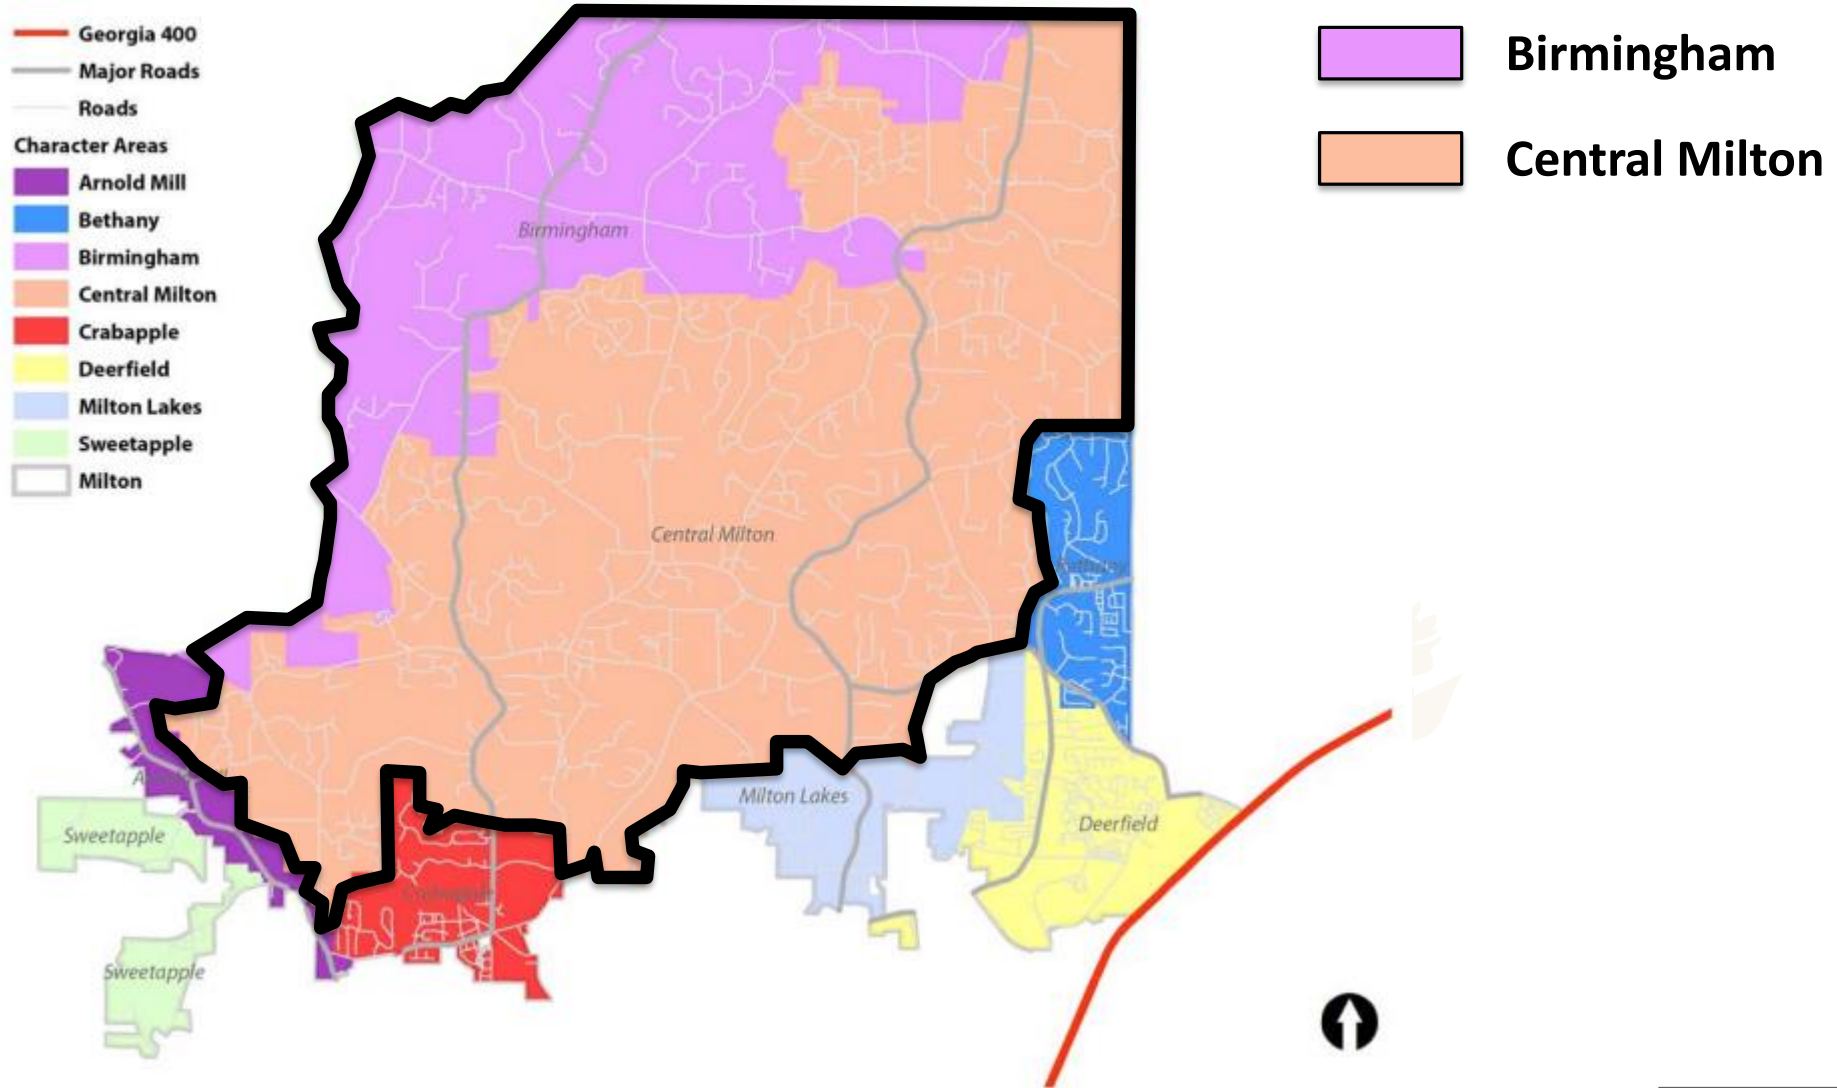 Georgia 400
Major Roads
Roads
Character Areas
Arnold Mill
Bethany
Birmingham
Central Milton
Crabapple
Deerfield
Milton Lakes
Sweetapple
Milton
Birmingham
Central Milton
Birmingham
Central Milton
Milton Lakes
Deerfield
Sweetapple
Sweetapple